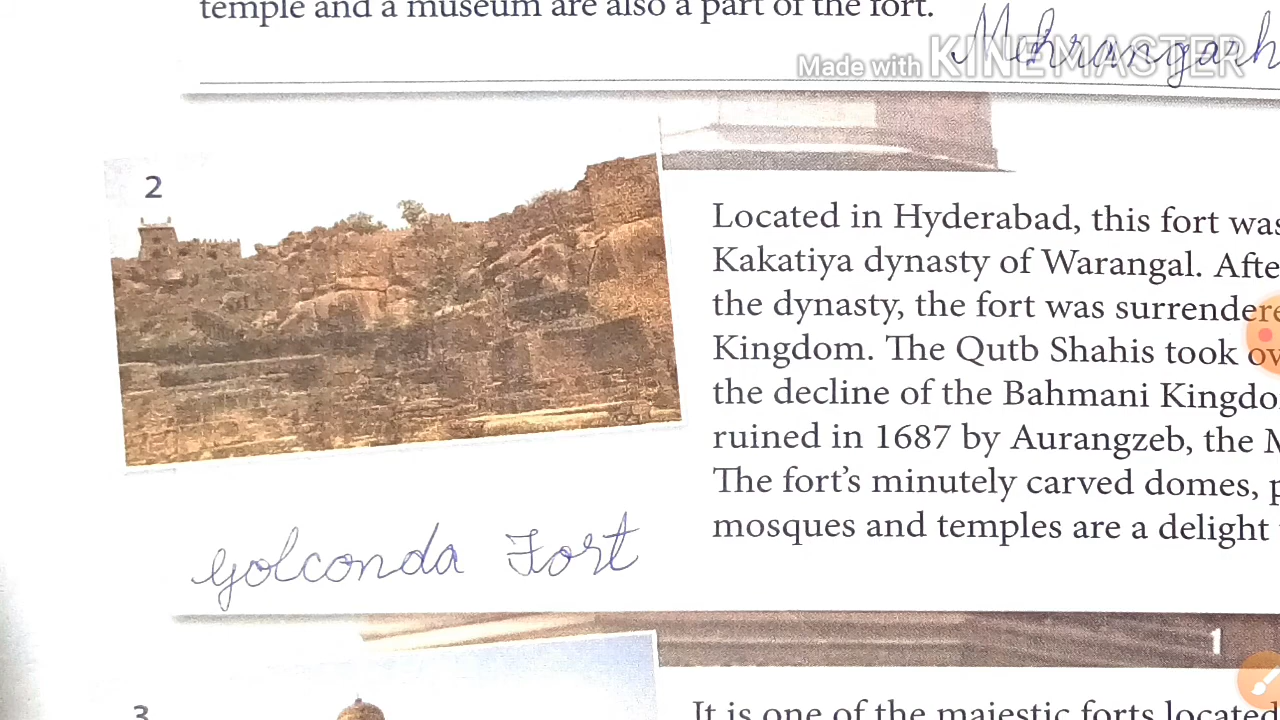 temple and a museum are also a part of the fort.
Mehrangarh
Made with KINEMASTER
2
Located in Hyderabad, this fort was
Kakatiya dynasty of Warangal. Afte
the dynasty, the fort was surrendere
Kingdom. The Qutb Shahis took ov
the decline of the Bahmani Kingdo
ruined in 1687 by Aurangzeb, the M
The fort's minutely carved domes, p
mosques and temples are a delight
Golconda Fort
1
3
It is one of the majestic forts located